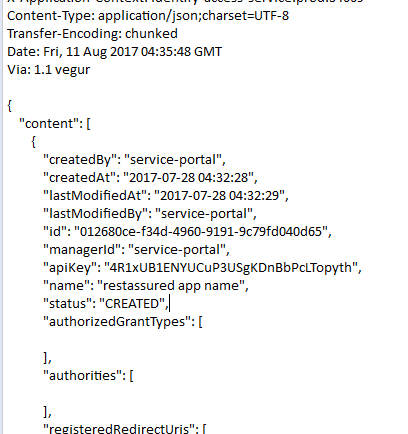 Content-Type: application/json;charset=UTF-8
Transfer-Encoding: chunked
Date: Fri, 11 Aug 2017 04:35:48 GMT
Via: 1.1 vegur
{
"content": [
{
"createdBy": "service-portal",
"createdAt": "2017-07-28 04:32:28",
"lastModifiedAt": "2017-07-28 04:32:29",
"lastModifiedBy": "service-portal",
"id": "012680ce-f34d-4960-9191-9c79fd040d65",
"managerId": "service-portal",
"apiKey": "4R1xUB1ENYUCuP3USgKDnBbPcLTopyth",
"name": "restassured app name",
"status": "CREATED",
"authorizedGrantTypes": [
],
"authorities": [
],
"registeredRedirectUris": [